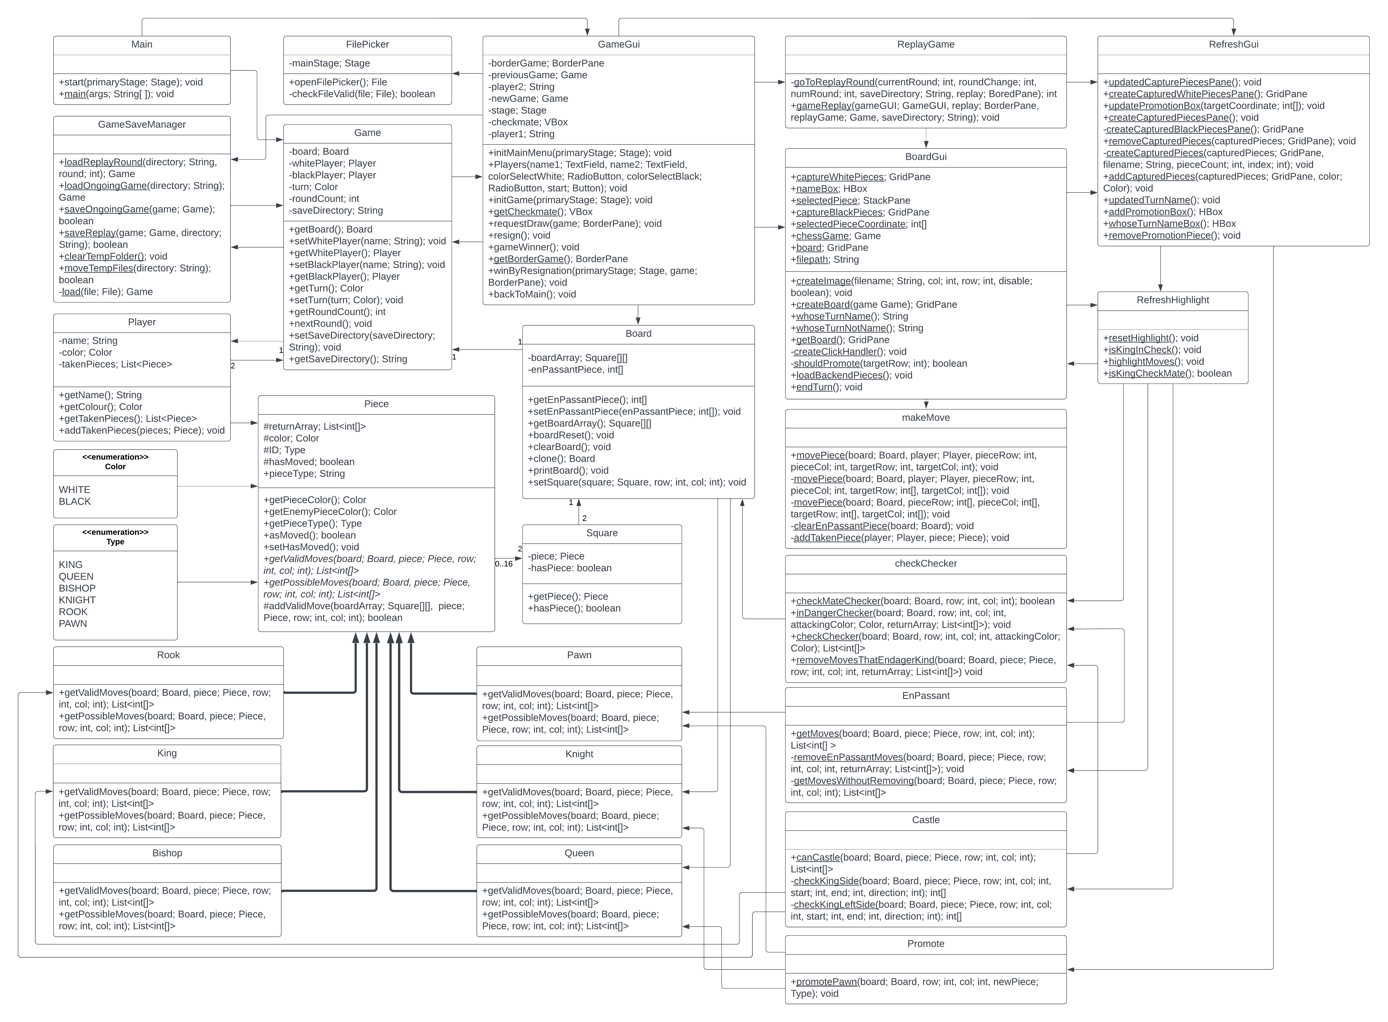 Main
+start(primaryStage; Stage); void
+main(args; String[ ]); void
FilePicker
-mainStage; Stage
+openFilePicker(); File
-checkFileValid(file; File); boolean
GameGui
-borderGame; BorderPane
-previousGame; Game
-player2; String
-newGame; Game
-stage; Stage
-checkmate; VBox
-player1; String
+initMainMenu(primaryStage; Stage); void
+Players(name1; TextField, name2; TextField,
colorSelectWhite; RadioButton, colorSelectBlack;
RadioButton, start; Button); void
+initGame(primaryStage; Stage); void
+getCheckmate(); VBox
+requestDraw(game; BorderPane); void
+resign(); void
+gameWinner(); void
+getBorderGame(); BorderPane
+winByResignation(primaryStage; Stage, game;
BorderPane); void
+backToMain(); void
ReplayGame
-goToReplayRound(currentRound; int, roundChange; int,
numRound; int, saveDirectory; String, replay; BoredPane); int
+gameReplay(gameGUI; GameGUI, replay; BorderPane,
replayGame; Game, saveDirectory; String); void
RefreshGui
+updatedCapturePiecesPane(); void
+createCapturedWhitePiecesPane(); GridPane
+updatePromotionBox(targetCoordinate; int[]); void
+createCapturedPiecesPane(); void
-createCapturedBlackPiecesPane(); GridPane
+removeCapturedPieces(capturedPieces; GridPane); void
-createCapturedPieces(capturedPieces; GridPane,
filename; String, pieceCount; int, index; int); void
+addCapturedPieces(capturedPieces; GridPane, color;
Color); void
+updatedTurnName(); void
+addPromotionBox(); HBox
+whoseTurnNameBox(); HBox
+removePromotionPiece(); void
GameSaveManager
+loadReplayRound(directory; String,
round; int); Game
+loadOngoingGame(directory; String);
Game
+saveOngoingGame(game; Game);
boolean
+saveReplay(game; Game, directory;
String); boolean
+clearTempFolder(); void
+moveTempFiles(directory: String);
boolean
-load(file; File); Game
Game
-board; Board
-whitePlayer; Player
-blackPlayer; Player
-turn; Color
-roundCount; int
-saveDirectory; String
+getBoard(); Board
+setWhitePlayer(name; String); void
+getWhitePlayer(); Player
+setBlackPlayer(name; String); void
+getBlackPlayer(); Player
+getTurn(); Color
+setTurn(turn; Color); void
+getRoundCount(); int
+nextRound(); void
+setSaveDirectory(saveDirectory;
String); void
+getSaveDirectory(); String
BoardGui
+captureWhitePieces; GridPane
+nameBox; HBox
+selectedPiece; StackPane
+captureBlackPieces; GridPane
+selectedPieceCoordinate; int[]
+chessGame; Game
+board; GridPane
+filepath; String
+createImage(filename; String, col; int, row; int, disable;
boolean); void
+createBoard(game Game); GridPane
+whoseTurnName(); String
+whoseTurnNotName(); String
+getBoard(); GridPane
-createClickHandler(); void
-shouldPromote(targetRow; int); boolean
+loadBackendPieces(); void
+endTurn(); void
RefreshHighlight
+resetHighlight(); void
+isKingInCheck(); void
+highlightMoves(); void
+isKingCheckMate(); boolean
Player
-name; String
-color; Color
-takenPieces; List<Piece>
+getName(); String
+getColour(); Color
+getTakenPieces(); List<Piece>
+addTakenPieces(pieces; Piece); void
1
2
1
1
Board
-boardArray; Square[][]
-enPassantPiece, int[]
+getEnPassantPiece(); int[]
+setEnPassantPiece(enPassantPiece; int[]); void
+getBoardArray(); Square[][]
+boardReset(); void
+clearBoard(); void
+clone(); Board
+printBoard(); void
+setSquare(square; Square, row; int, col; int); void
Piece
#returnArray; List<int[]>
#color; Color
#ID; Type
#hasMoved; boolean
+pieceType; String
+getPieceColor(); Color
+getEnemyPieceColor(); Color
+getPieceType(); Type
+asMoved(); boolean
+setHasMoved(); void
+getValidMoves(board; Board, piece; Piece, row;
int, col; int); List<int[]>
+getPossibleMoves(board; Board, piece; Piece,
row; int, col; int); List<int[]>
#addValidMove(boardArray; Square[][],  piece;
Piece, row; int, col; int); boolean
<<enumeration>>
Color
WHITE
BLACK
<<enumeration>>
Type
KING
QUEEN
BISHOP
KNIGHT
ROOK
PAWN
1
2
2
0..16
Square
-piece; Piece
-hasPiece: boolean
+getPiece(); Piece
+hasPiece(); boolean
makeMove
+movePiece(board; Board, player; Player, pieceRow; int,
pieceCol; int, targetRow; int, targetCol; int); void
-movePiece(board; Board, player; Player, pieceRow; int,
pieceCol; int, targetRow; int[], targetCol; int[]); void
-movePiece(board; Board, pieceRow; int[], pieceCol; int[],
targetRow; int[], targetCol; int[]); void
-clearEnPassantPiece(board; Board); void
-addTakenPiece(player; Player, piece; Piece); void
checkChecker
+checkMateChecker(board; Board, row; int, col; int); boolean
+inDangerChecker(board; Board, row; int, col; int,
attackingColor; Color, returnArray; List<int[]>); void
+checkChecker(board; Board, row; int, col; int, attackingColor;
Color); List<int[]>
+removeMovesThatEndagerKind(board; Board, piece; Piece,
row; int, col; int, returnArray; List<int[]>) void
Rook
+getValidMoves(board; Board, piece; Piece, row;
int, col; int); List<int[]>
+getPossibleMoves(board; Board, piece; Piece,
row; int, col; int); List<int[]>
Pawn
+getValidMoves(board; Board, piece; Piece,
row; int, col; int); List<int[]>
+getPossibleMoves(board; Board, piece;
Piece, row; int, col; int); List<int[]>
EnPassant
+getMoves(board; Board, piece; Piece, row; int, col; int);
List<int[] >
-removeEnPassantMoves(board; Board, piece; Piece, row;
int, col; int, returnArray; List<int[]>); void
-getMovesWithoutRemoving(board; Board, piece; Piece, row;
int, col; int); List<int[]>
King
+getValidMoves(board; Board, piece; Piece, row;
int, col; int); List<int[]>
+getPossibleMoves(board; Board, piece; Piece,
row; int, col; int); List<int[]>
Knight
+getValidMoves(board; Board, piece; Piece,
row; int, col; int); List<int[]>
+getPossibleMoves(board; Board, piece;
Piece, row; int, col; int); List<int[]>
Castle
+canCastle(board; Board, piece; Piece, row; int, col; int);
List<int[]>
-checkKingSide(board; Board, piece; Piece, row; int, col; int,
start; int, end; int, direction; int); int[]
-checkKingLeftSide(board; Board, piece; Piece, row; int, col;
int, start; int, end; int, direction; int); int[]
Bishop
+getValidMoves(board; Board, piece; Piece, row;
int, col; int); List<int[]>
+getPossibleMoves(board; Board, piece; Piece,
row; int, col; int); List<int[]>
Queen
+getValidMoves(board; Board, piece; Piece,
row; int, col; int); List<int[]>
+getPossibleMoves(board; Board, piece;
Piece, row; int, col; int); List<int[]>
Promote
+promotePawn(board; Board, row; int, col; int, newPiece;
Type); void